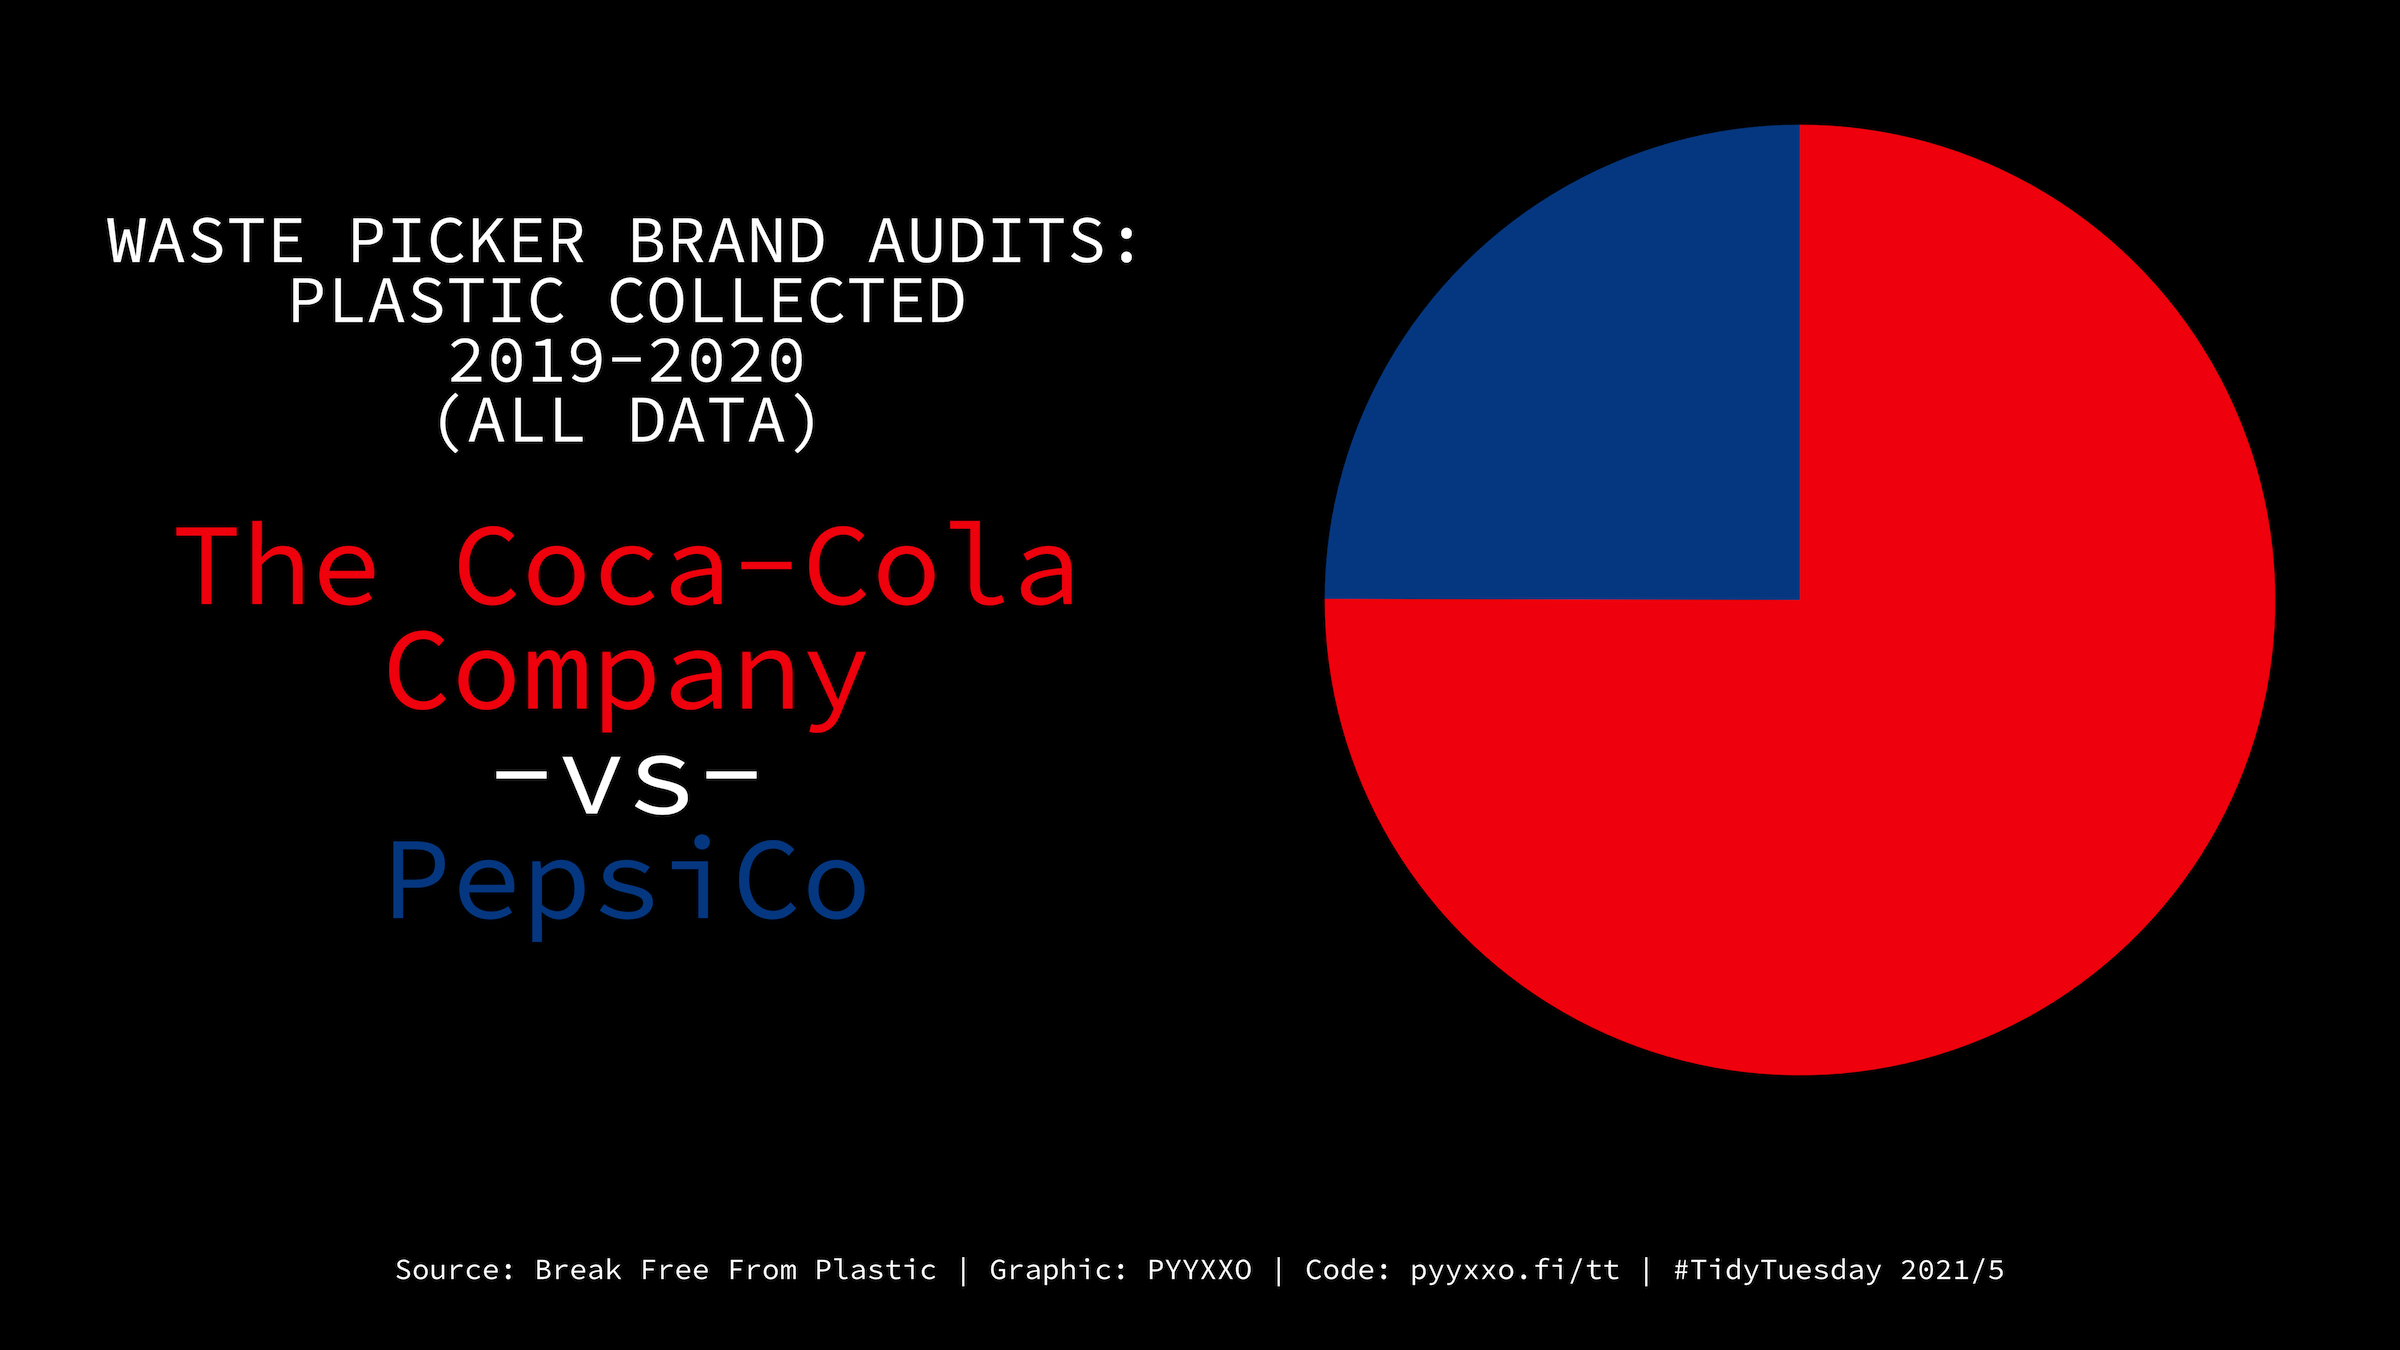 WASTE PICKER BRAND AUDITS:
PLASTIC COLLECTED
2019-2020
(ALL DATA)
The Coca-Cola
Company
-vs-
PepsiCo
Source: Break Free From Plastic | Graphic: PYYXXO | Code: pyyxxo.fi/tt | #TidyTuesday 2021/5